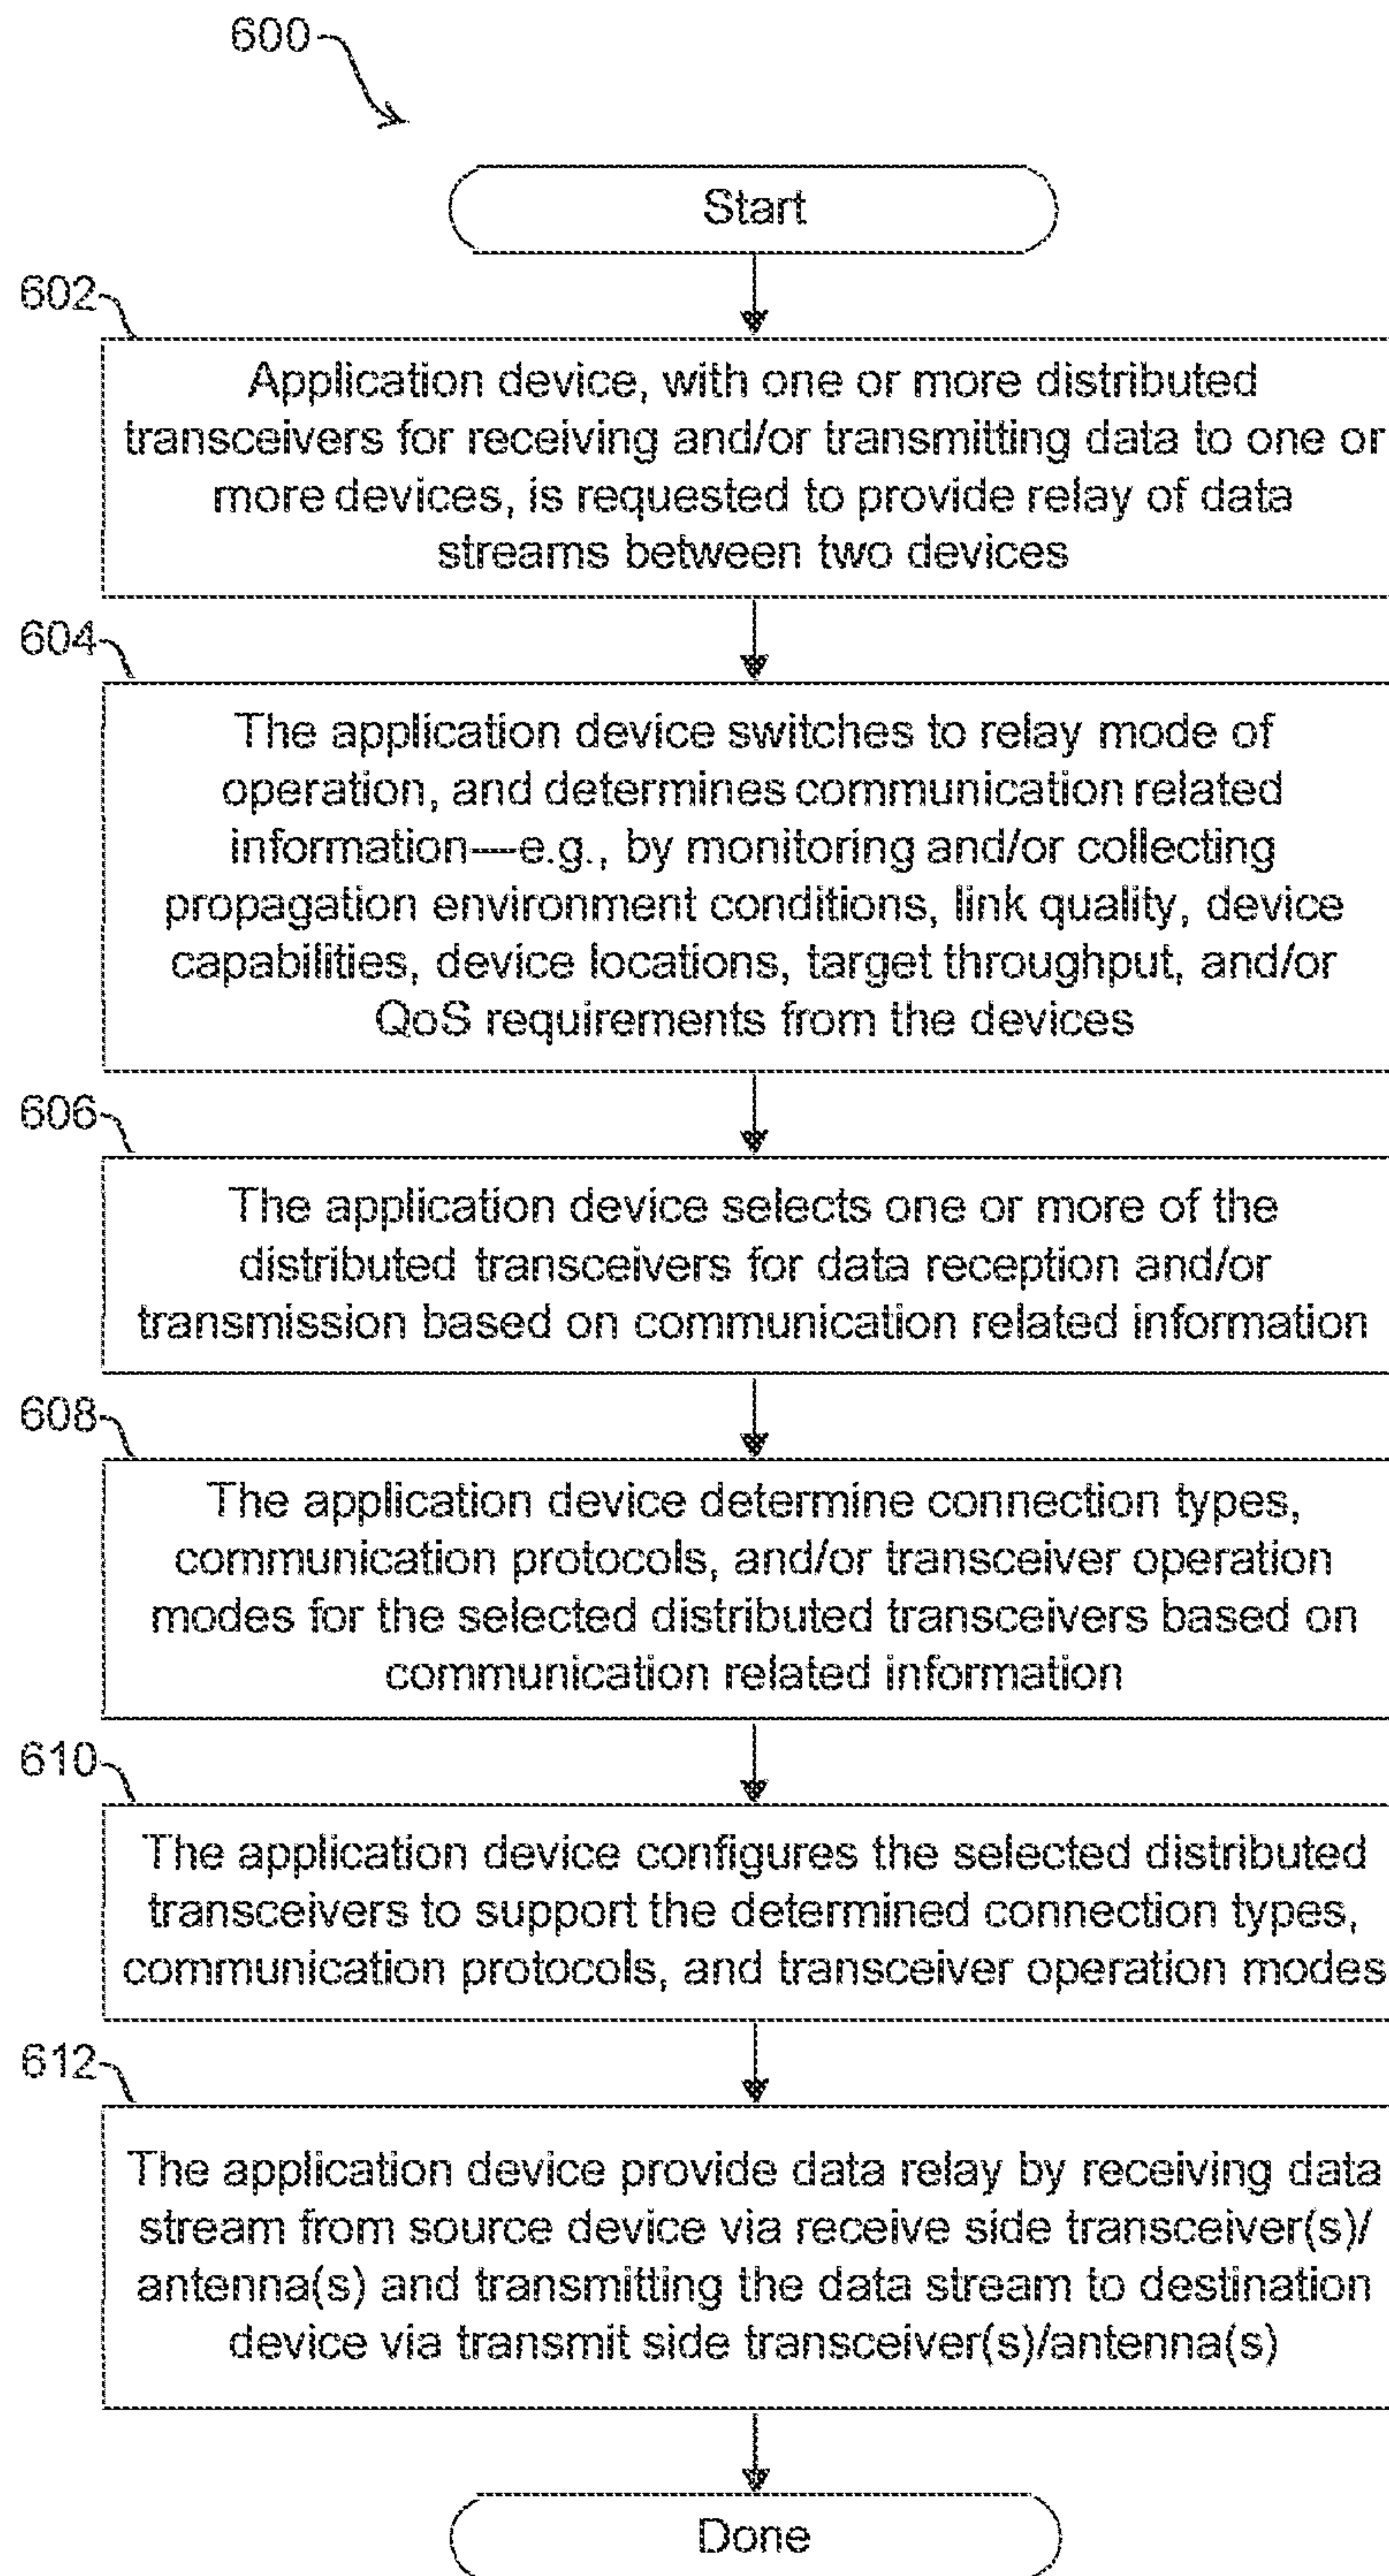 600
Start
602
Application device, with one or more distributed
transceivers for receiving and/or transmitting data to one or
more devices, is requested to provide relay of data
streams between two devices
604
The application device switches to relay mode of
operation, and determines communication related
information—e.g., by monitoring and/or collecting
propagation environment conditions, link quality, device
capabilities, device locations, target throughput, and/or
QoS requirements from the devices
606
The application device selects one or more of the
distributed transceivers for data reception and/or
transmission based on communication related information
608
The application device determine connection types,
communication protocols, and/or transceiver operation
modes for the selected distributed transceivers based on
communication related information
610
The application device configures the selected distributed
transceivers to support the determined connection types,
communication protocols, and transceiver operation modes
612
The application device provide data relay by receiving data
stream from source device via receive side transceiver(s)/
antenna(s) and transmitting the data stream to destination
device via transmit side transceiver(s)/antenna(s)
Done